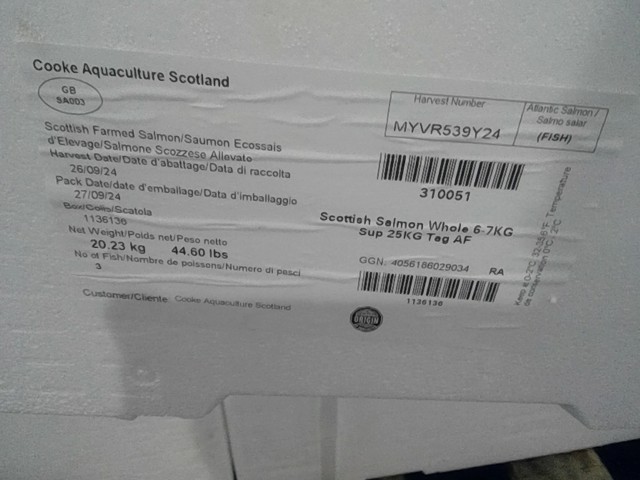 Cooke Aquaculture Scotland
GB
SA003
Scottish Farmed Salmon/Saumon Ecossais
d'Elevage/Salmone Scozzese Allevato
Harvest Date/Date d'abattage/Data di raccolta
26/09/24
Pack Date/date d'emballage/Data d'imballaggio
27/09/24
Box/Colis/Scatola
1136136
Net Weight/Poids net/Peso netto
20.23 kg 44.60 lbs
No of Fish/Nombre de poissons/Numero di pesci
3
Customer/Cliente: Cooke Aquaculture Scotland
Harvest Number
MYVR539Y24
Atlantic Salmon /
Salmo salar
(FISH)
310051
Scottish Salmon Whole 6-7KG
Sup 25KG Tag AF
GGN: 4056186029034 RA
1136136
ORIGIN
Temperature
de conservation